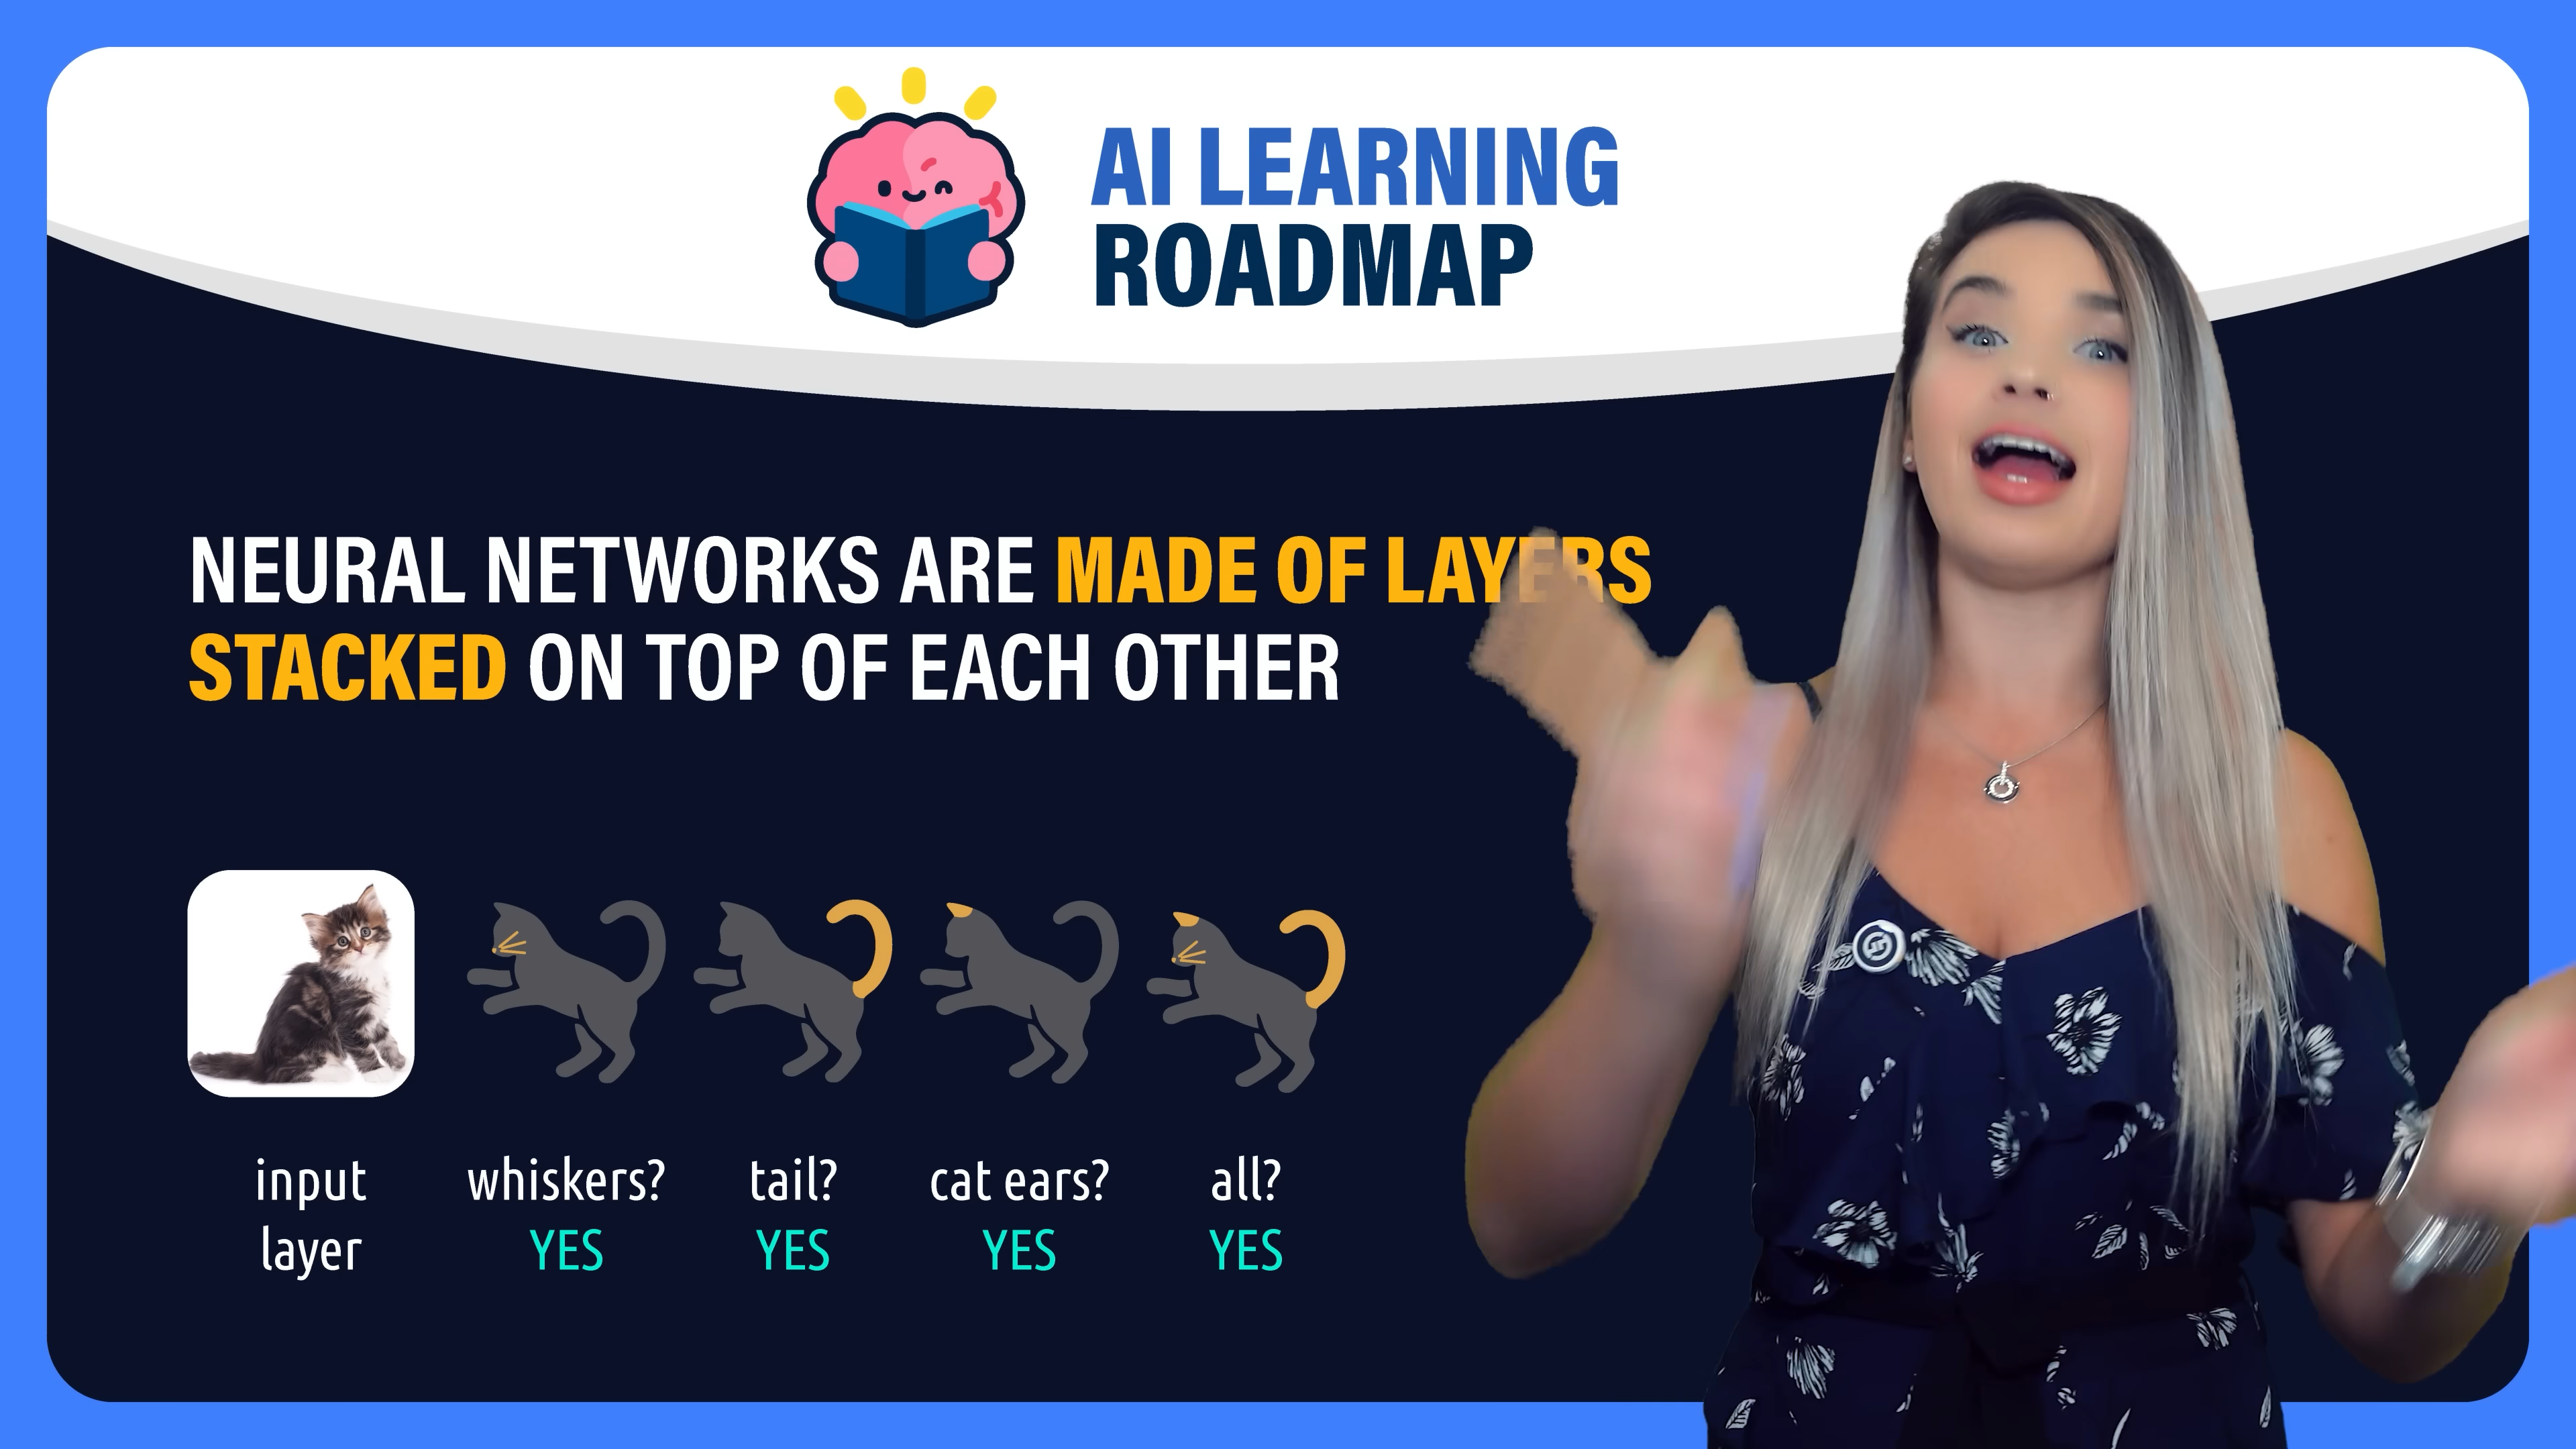 AI LEARNING
ROADMAP
NEURAL NETWORKS ARE MADE OF LAYERS
STACKED ON TOP OF EACH OTHER
input
layer
whiskers?
YES
tail?
YES
cat ears?
YES
all?
YES